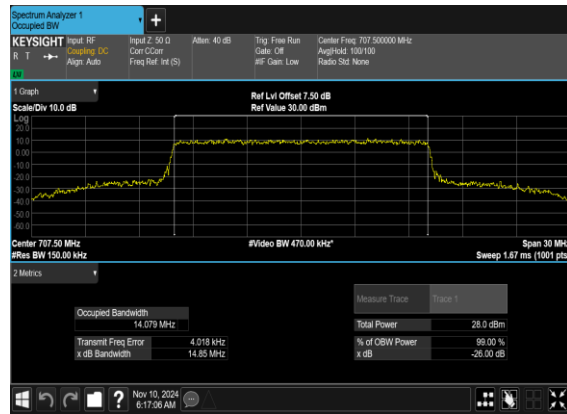 Spectrum Analyzer 1
Occupied BW
+
KEYSIGHT
R T
LW
Input: RF
Coupling: DC
Align: Auto
Input Z: 50 Ω
Corr CCorr
Freq Ref: Int (S)
Atten: 40 dB
Trig: Free Run
Gate: Off
#IF Gain: Low
Center Freq: 707.500000 MHz
Avg|Hold: 100/100
Radio Std: None
1 Graph
Scale/Div 10.0 dB
Ref Lvl Offset 7.50 dB
Ref Value 30.00 dBm
Log
20.0
10.0
0.00
-10.0
-20.0
-30.0
-40.0
-50.0
-60.0
Center 707.50 MHz
#Res BW 150.00 kHz
#Video BW 470.00 kHz*
Span 30 MHz
Sweep 1.67 ms (1001 pts)
2 Metrics
Measure Trace Trace 1
Occupied Bandwidth
14.079 MHz
Total Power 28.0 dBm
Transmit Freq Error 4.018 kHz
x dB Bandwidth 14.85 MHz
% of OBW Power 99.00 %
x dB -26.00 dB
?
Nov 10, 2024
6:17:06 AM